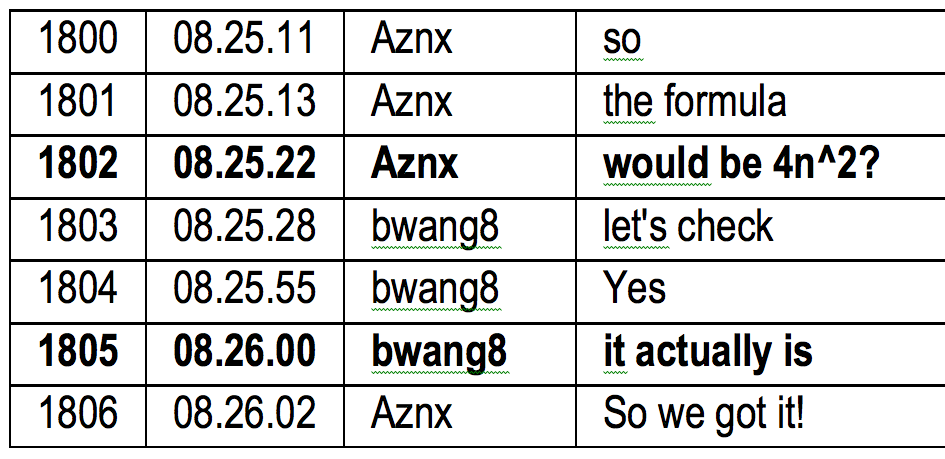 1800 08.25.11 Aznx so
1801 08.25.13 Aznx the formula
1802 08.25.22 Aznx would be 4n^2?
1803 08.25.28 bwang8 let's check
1804 08.25.55 bwang8 Yes
1805 08.26.00 bwang8 it actually is
1806 08.26.02 Aznx So we got it!